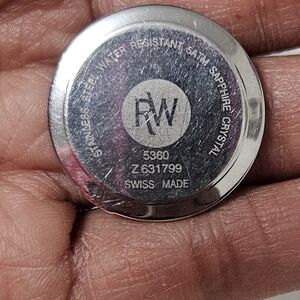 STAINLESS STEEL WATER RESISTANT 5ATM SAPPHIRE CRYSTAL
RW
5360
Z 631799
SWISS MADE